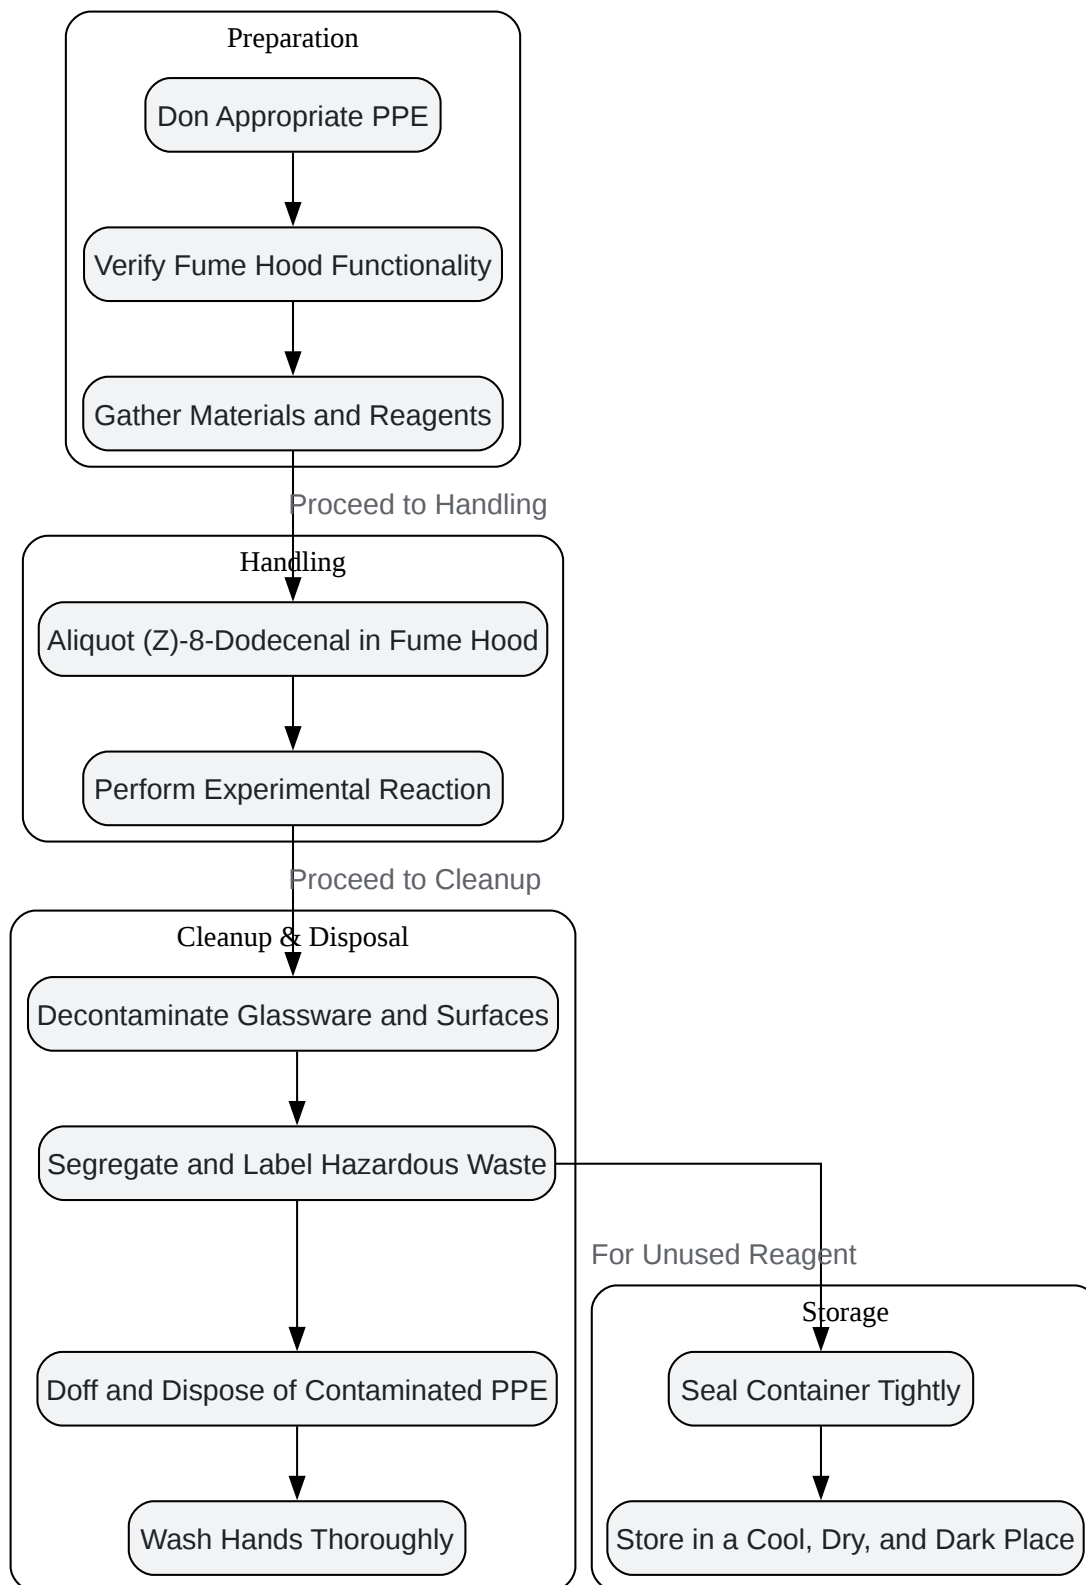 Preparation
Don Appropriate PPE
Verify Fume Hood Functionality
Gather Materials and Reagents
Proceed to Handling
Handling
Aliquot (Z)-8-Dodecenal in Fume Hood
Perform Experimental Reaction
Proceed to Cleanup
Cleanup & Disposal
Decontaminate Glassware and Surfaces
Segregate and Label Hazardous Waste
For Unused Reagent
Storage
Doff and Dispose of Contaminated PPE
Seal Container Tightly
Wash Hands Thoroughly
Store in a Cool, Dry, and Dark Place